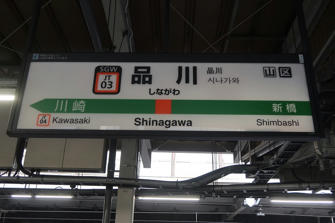 SGW
JT
03
品川
しながわ
品川
시나가와
山区
川崎
新橋
JT
04
Kawasaki
Shinagawa
Shimbashi